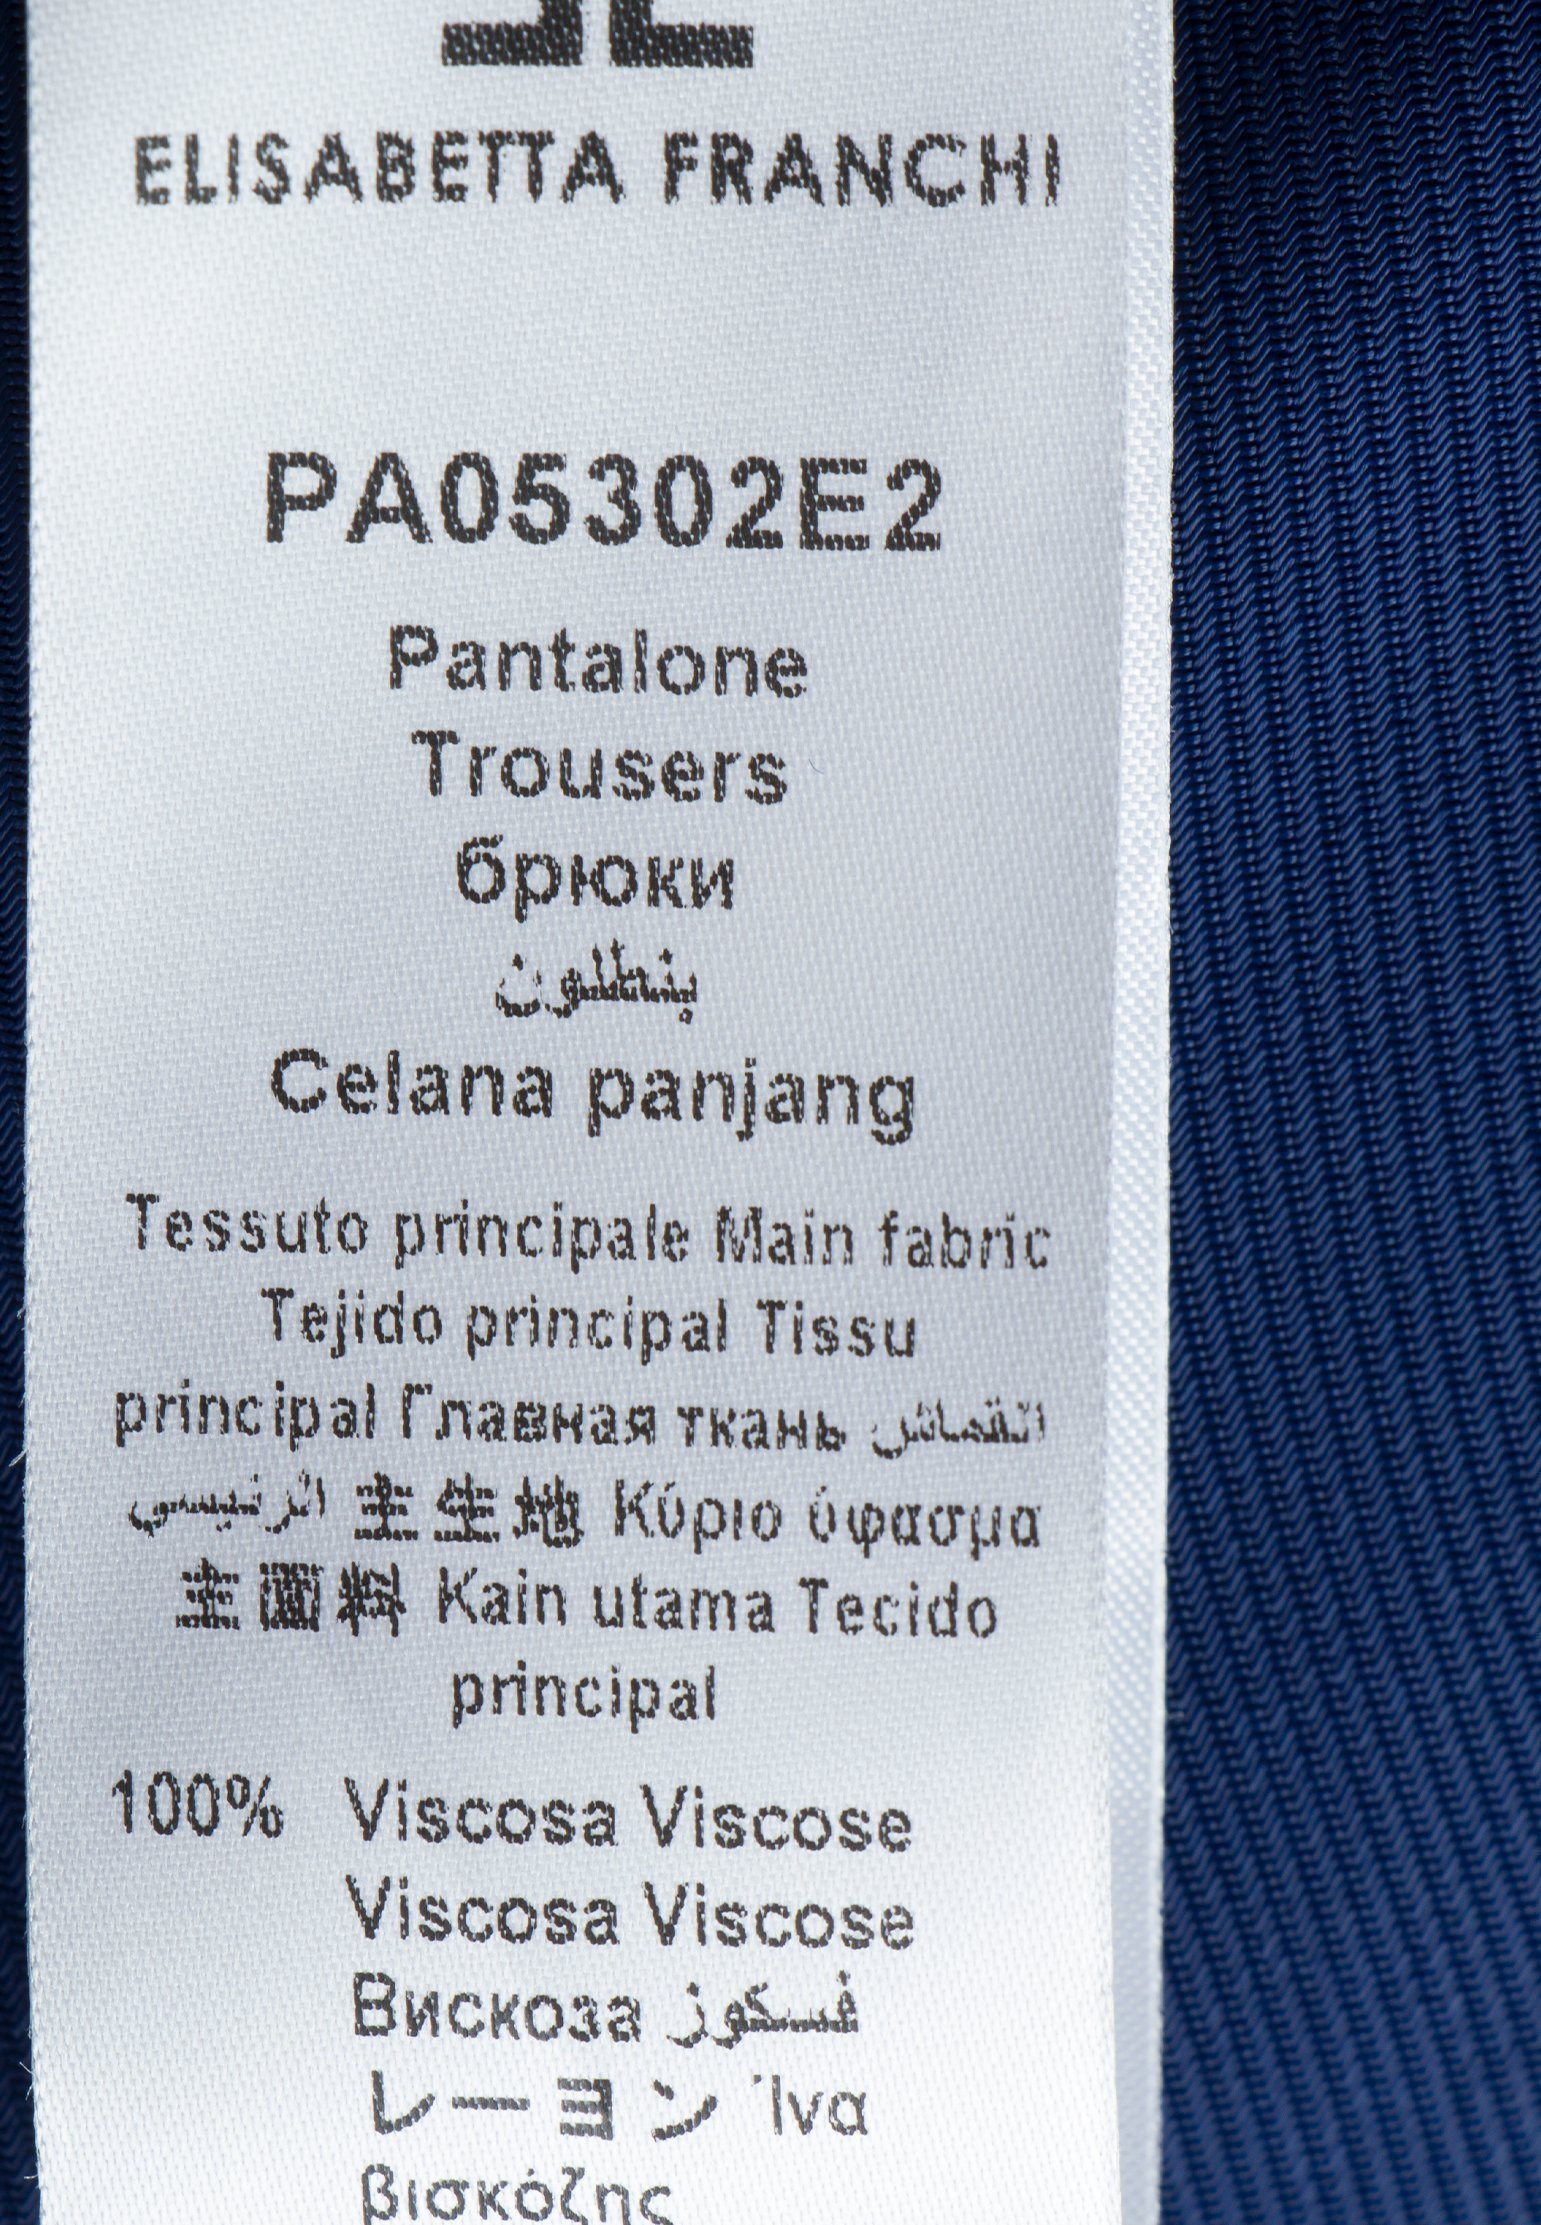 ELISABETTA FRANCHI
PA05302E2
Pantalone
Trousers
брюки
بنطلون
Celana panjang
Tessuto principale Main fabric
Tejido principal Tissu
principal Главная ткань القماش
الرئيسي 主生地 Κύριο ύφασμα
主面料 Kain utama Tecido
principal
100% Viscosa Viscose
Viscosa Viscose
Вискоза فسكوز
レーヨン Ίνα
βισκόζης